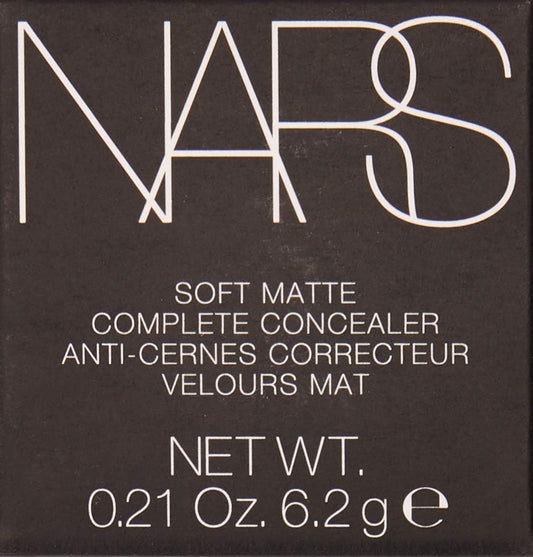 NARS
SOFT MATTE
COMPLETE CONCEALER
ANTI-CERNES CORRECTEUR
VELOURS MAT
NET WT.
0.21 Oz. 6.2 g ℮